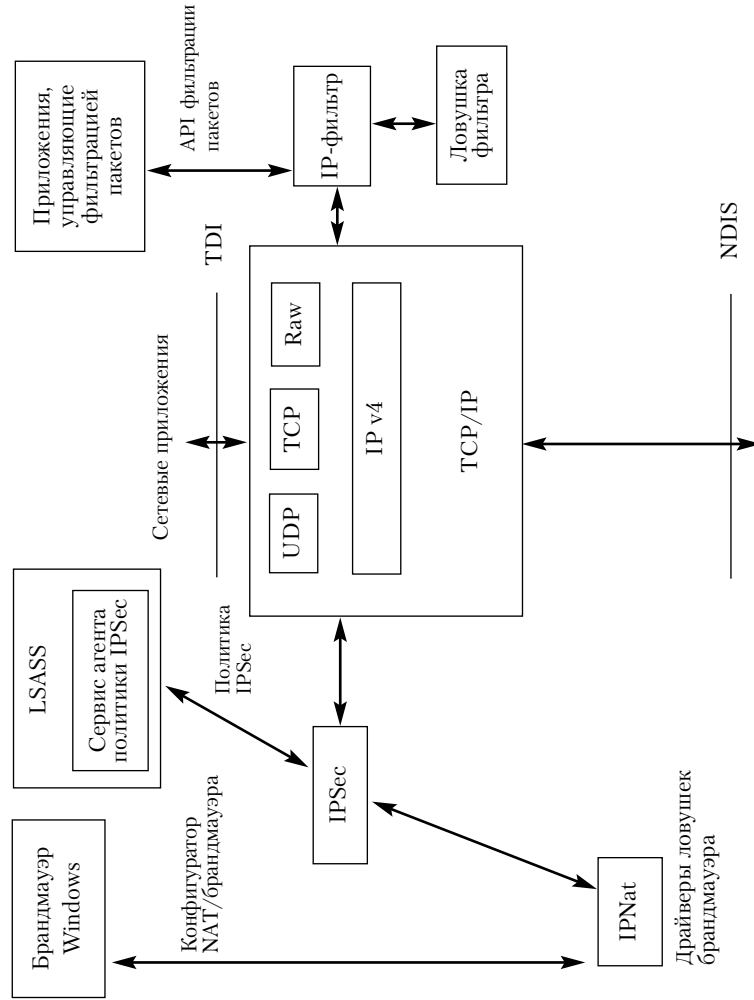 Брандмауэр
Windows
LSASS
Сервис агента
политики IPSec
Сетевые приложения
Приложения,
управляющие
фильтрацией
пакетов
Конфигуратор
NAT/брандмауэра
Политика
IPSec
TDI
API фильтрации
пакетов
IPSec
UDP
TCP
Raw
IP v4
TCP/IP
IP-фильтр
Ловушка
фильтра
IPNat
Драйверы ловушек
брандмауэра
NDIS